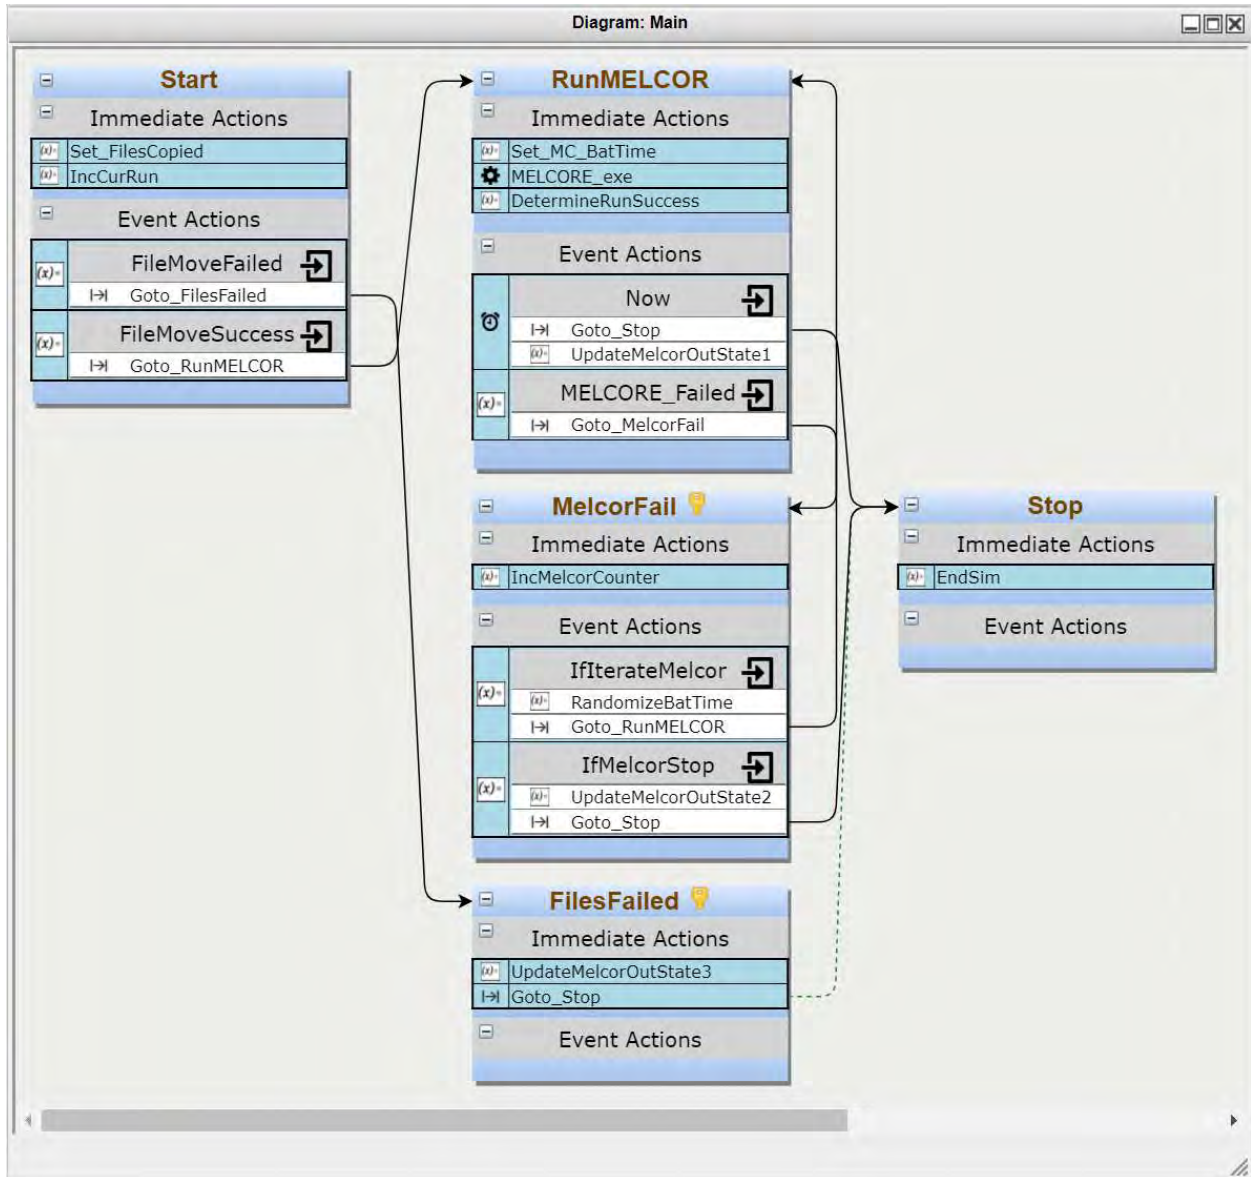 Diagram: Main
Start
Immediate Actions
Set_FilesCopied
IncCurRun
Event Actions
FileMoveFailed
Goto_FilesFailed
FileMoveSuccess
Goto_RunMELCOR
RunMELCOR
Immediate Actions
Set_MC_BatTime
MELCORE_exe
DetermineRunSuccess
Event Actions
Now
Goto_Stop
UpdateMelcorOutState1
MELCORE_Failed
Goto_MelcorFail
MelcorFail
Immediate Actions
IncMelcorCounter
Event Actions
IfIterateMelcor
RandomizeBatTime
Goto_RunMELCOR
IfMelcorStop
UpdateMelcorOutState2
Goto_Stop
FilesFailed
Immediate Actions
UpdateMelcorOutState3
Goto_Stop
Event Actions
Stop
Immediate Actions
EndSim
Event Actions